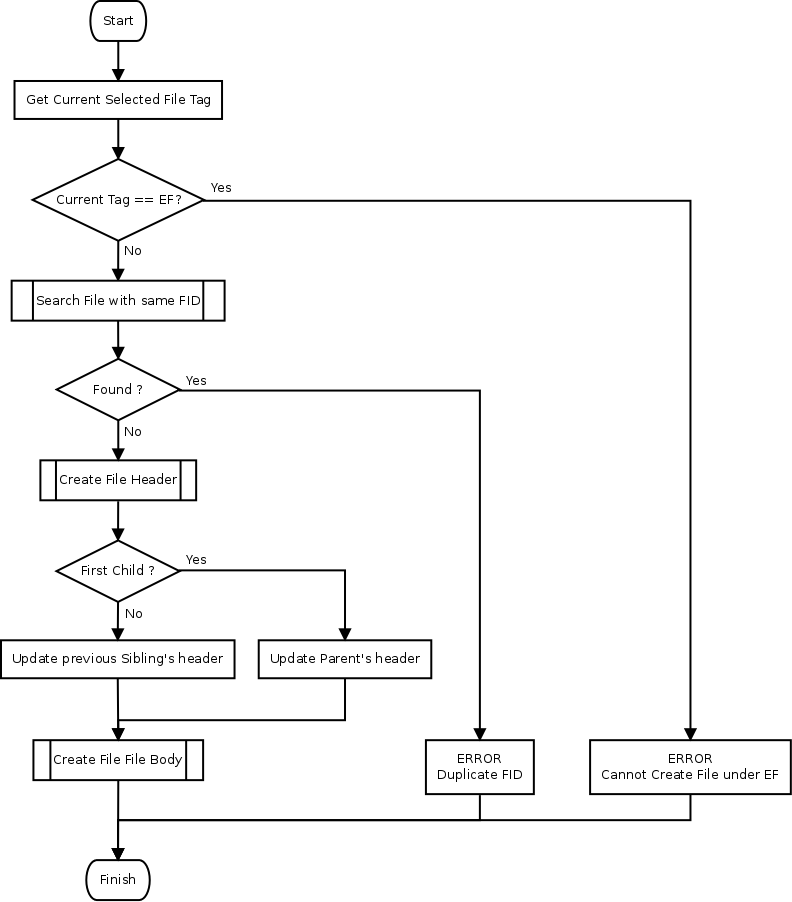 Start
Get Current Selected File Tag
Current Tag == EF?
Yes
No
Search File with same FID
Found ?
Yes
No
Create File Header
First Child ?
Yes
No
Update previous Sibling's header
Update Parent's header
Create File File Body
ERROR
Duplicate FID
ERROR
Cannot Create File under EF
Finish